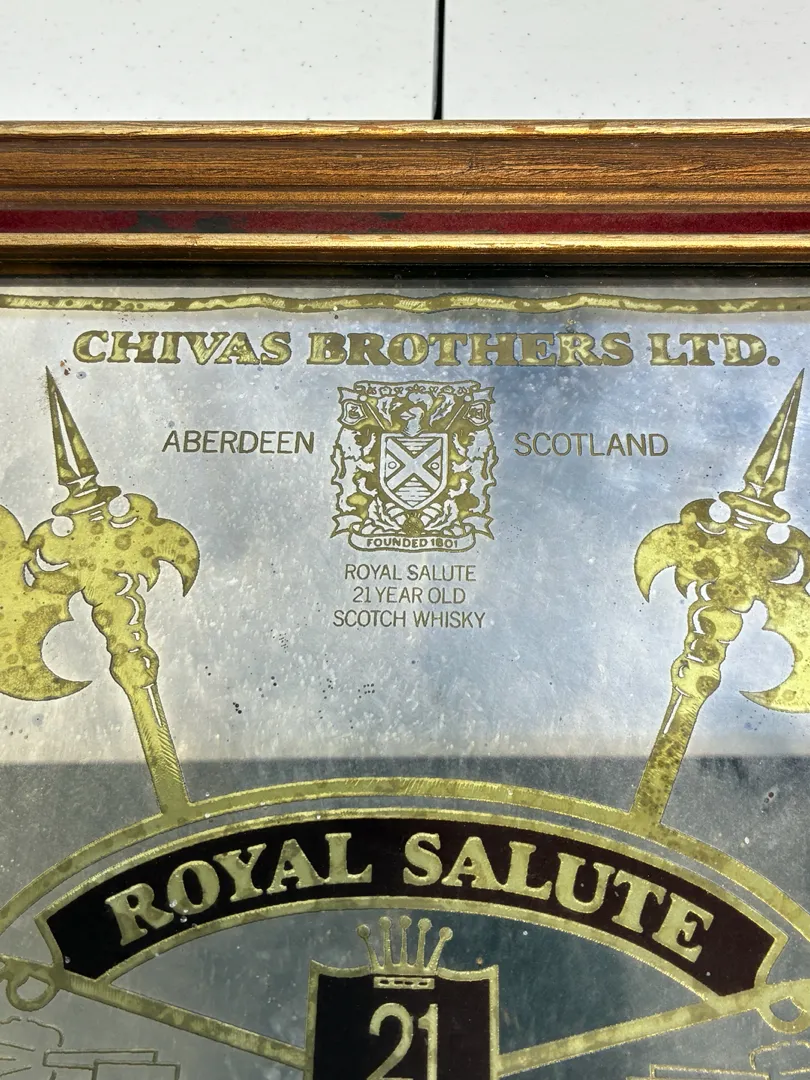 CHIVAS BROTHERS LTD.
ABERDEEN SCOTLAND
FOUNDED 1801
ROYAL SALUTE
21 YEAR OLD
SCOTCH WHISKY
ROYAL SALUTE
21